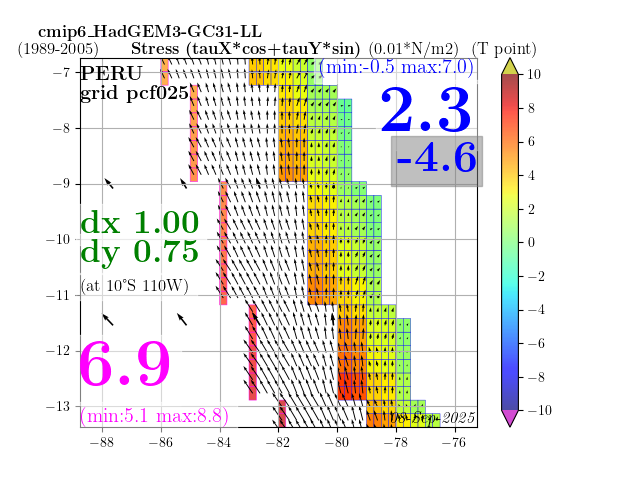 cmip6_HadGEM3-GC31-LL
(1989-2005) Stress (tauX*cos+tauY*sin) (0.01*N/m2) (T point)
(min:-0.5 max:7.0)
PERU
grid pcf025
2.3
-4.6
dx 1.00
dy 0.75
(at 10°S 110W)
6.9
(min:5.1 max:8.8)
08-Sep-2025
−7
−8
−9
−10
−11
−12
−13
−88 −86 −84 −82 −80 −78 −76
10
8
6
4
2
0
−2
−4
−6
−8
−10